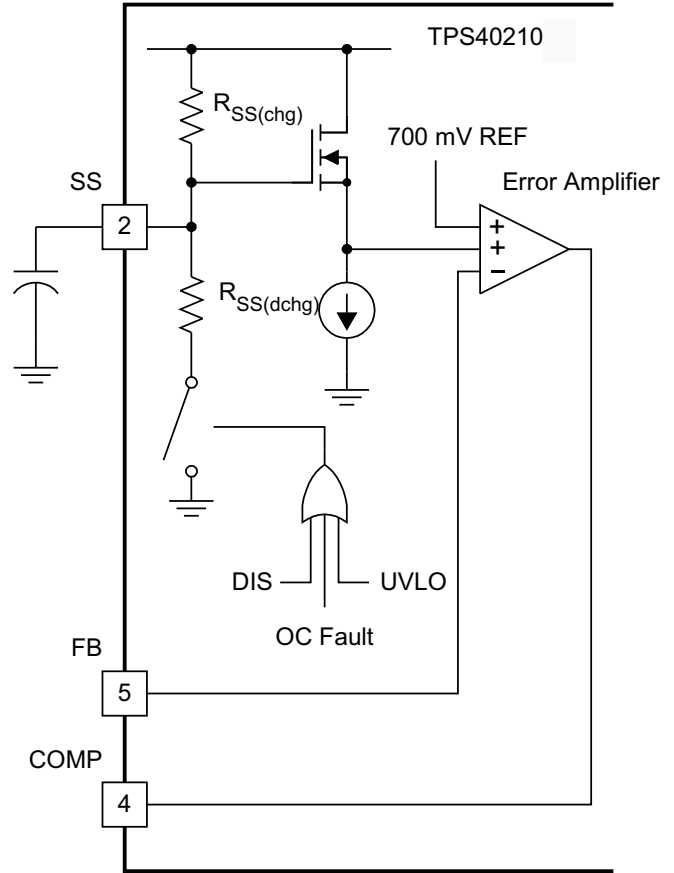 TPS40210
R_SS(chg)
700 mV REF
SS
Error Amplifier
2
+
+
−
R_SS(dchg)
DIS
UVLO
OC Fault
FB
5
COMP
4